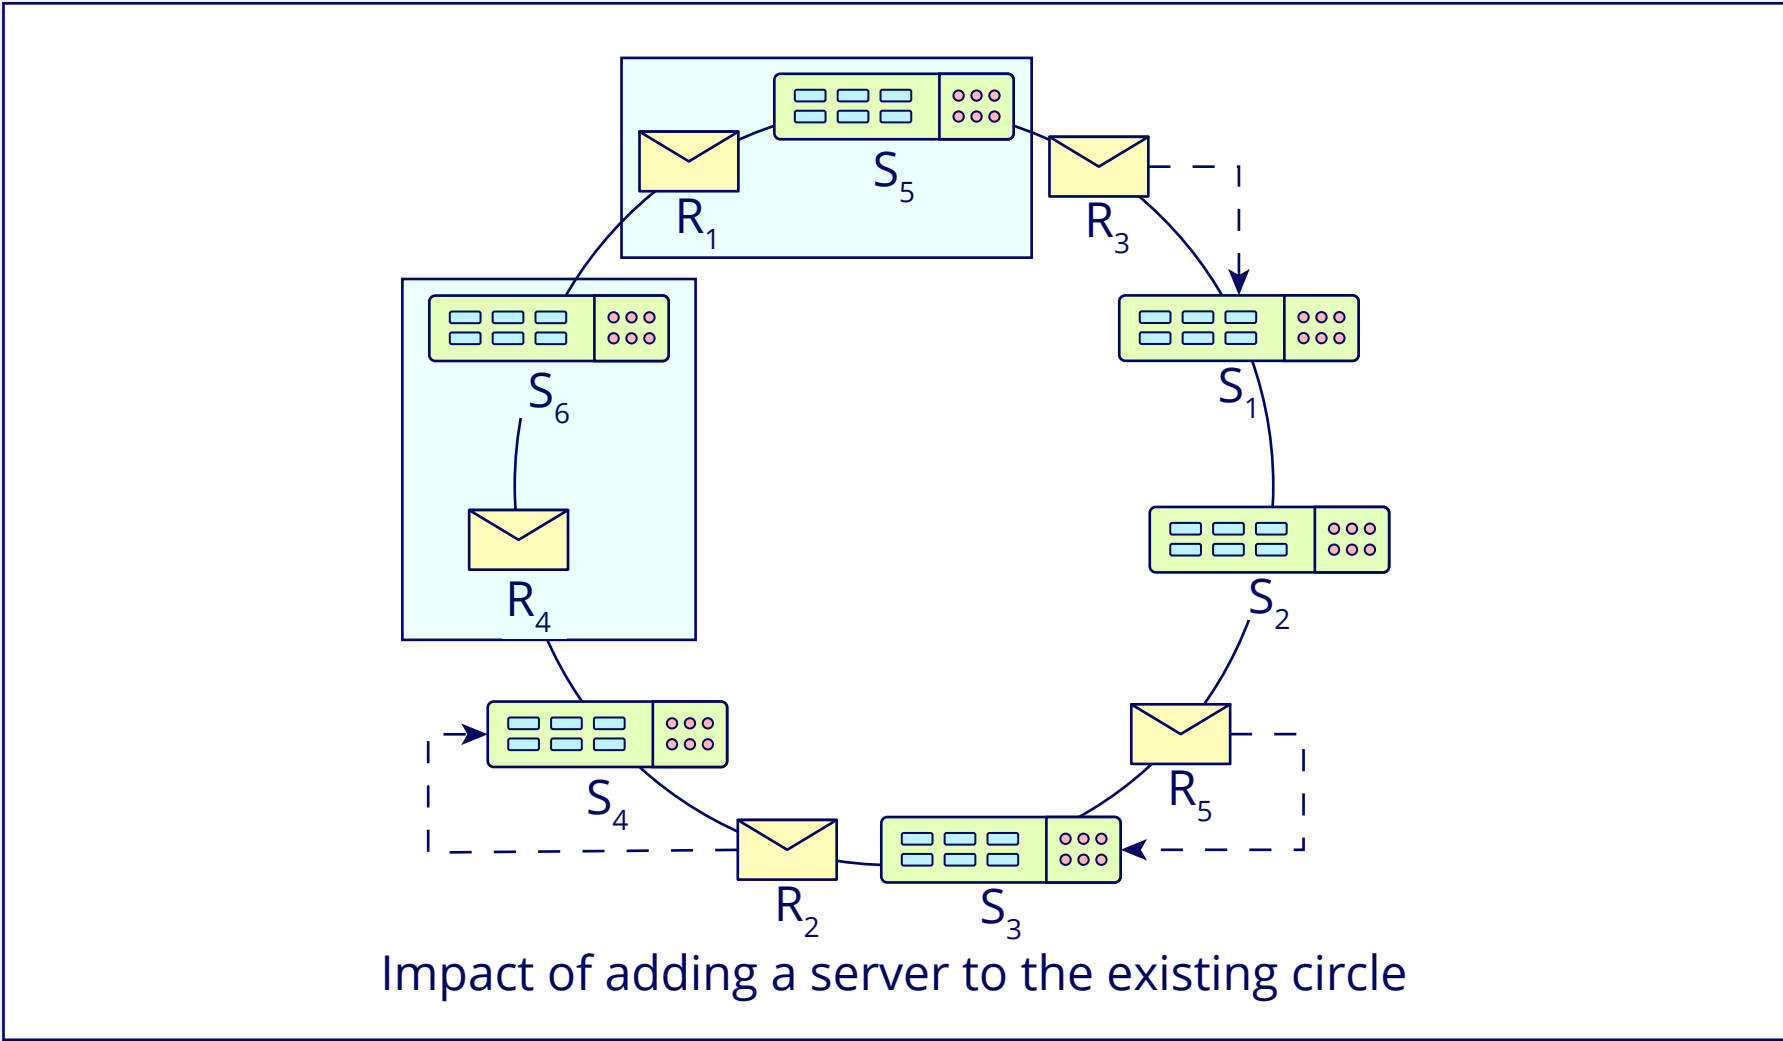 S5
R1
R3
S6
S1
R4
S2
S4
R5
R2
S3
Impact of adding a server to the existing circle